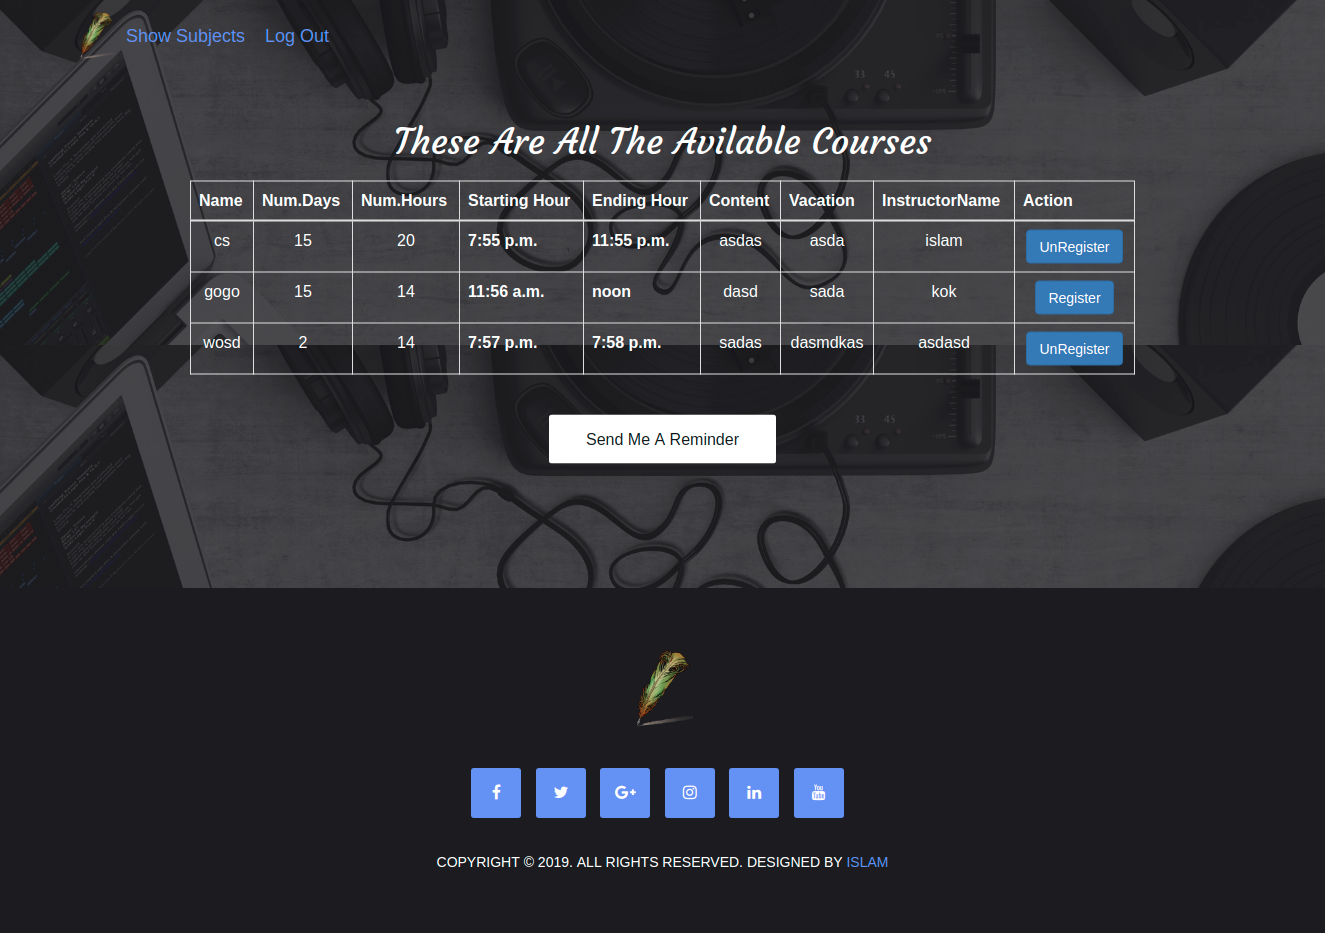 Show Subjects Log Out
These Are All The Avilable Courses
Name Num.Days Num.Hours Starting Hour Ending Hour Content Vacation InstructorName Action
cs 15 20 7:55 p.m. 11:55 p.m. asdas asda islam UnRegister
gogo 15 14 11:56 a.m. noon dasd sada kok Register
wosd 2 14 7:57 p.m. 7:58 p.m. sadas dasmdkas asdasd UnRegister
Send Me A Reminder
COPYRIGHT © 2019. ALL RIGHTS RESERVED. DESIGNED BY ISLAM